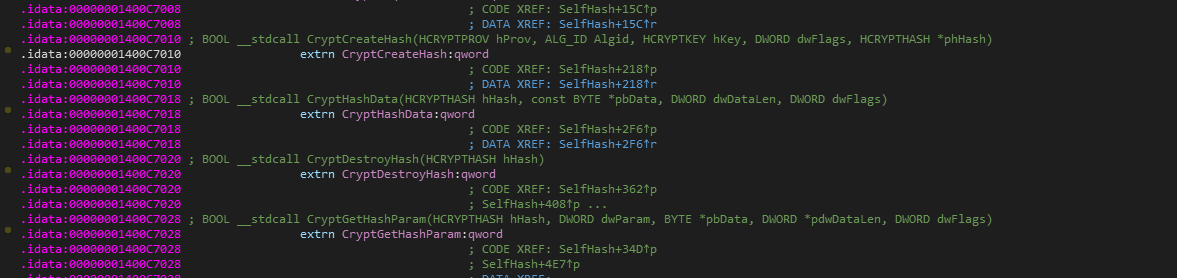 .idata:00000001400C7008 ; CODE XREF: SelfHash+15C↑p
.idata:00000001400C7008 ; DATA XREF: SelfHash+15C↑r
.idata:00000001400C7010 ; BOOL __stdcall CryptCreateHash(HCRYPTPROV hProv, ALG_ID Algid, HCRYPTKEY hKey, DWORD dwFlags, HCRYPTHASH *phHash)
.idata:00000001400C7010 extrn CryptCreateHash:qword
.idata:00000001400C7010 ; CODE XREF: SelfHash+218↑p
.idata:00000001400C7010 ; DATA XREF: SelfHash+218↑r
.idata:00000001400C7018 ; BOOL __stdcall CryptHashData(HCRYPTHASH hHash, const BYTE *pbData, DWORD dwDataLen, DWORD dwFlags)
.idata:00000001400C7018 extrn CryptHashData:qword
.idata:00000001400C7018 ; CODE XREF: SelfHash+2F6↑p
.idata:00000001400C7018 ; DATA XREF: SelfHash+2F6↑r
.idata:00000001400C7020 ; BOOL __stdcall CryptDestroyHash(HCRYPTHASH hHash)
.idata:00000001400C7020 extrn CryptDestroyHash:qword
.idata:00000001400C7020 ; CODE XREF: SelfHash+362↑p
.idata:00000001400C7020 ; SelfHash+408↑p ...
.idata:00000001400C7028 ; BOOL __stdcall CryptGetHashParam(HCRYPTHASH hHash, DWORD dwParam, BYTE *pbData, DWORD *pdwDataLen, DWORD dwFlags)
.idata:00000001400C7028 extrn CryptGetHashParam:qword
.idata:00000001400C7028 ; CODE XREF: SelfHash+34D↑p
.idata:00000001400C7028 ; SelfHash+4E7↑p
.idata:00000001400C7028 ; DATA XREF: